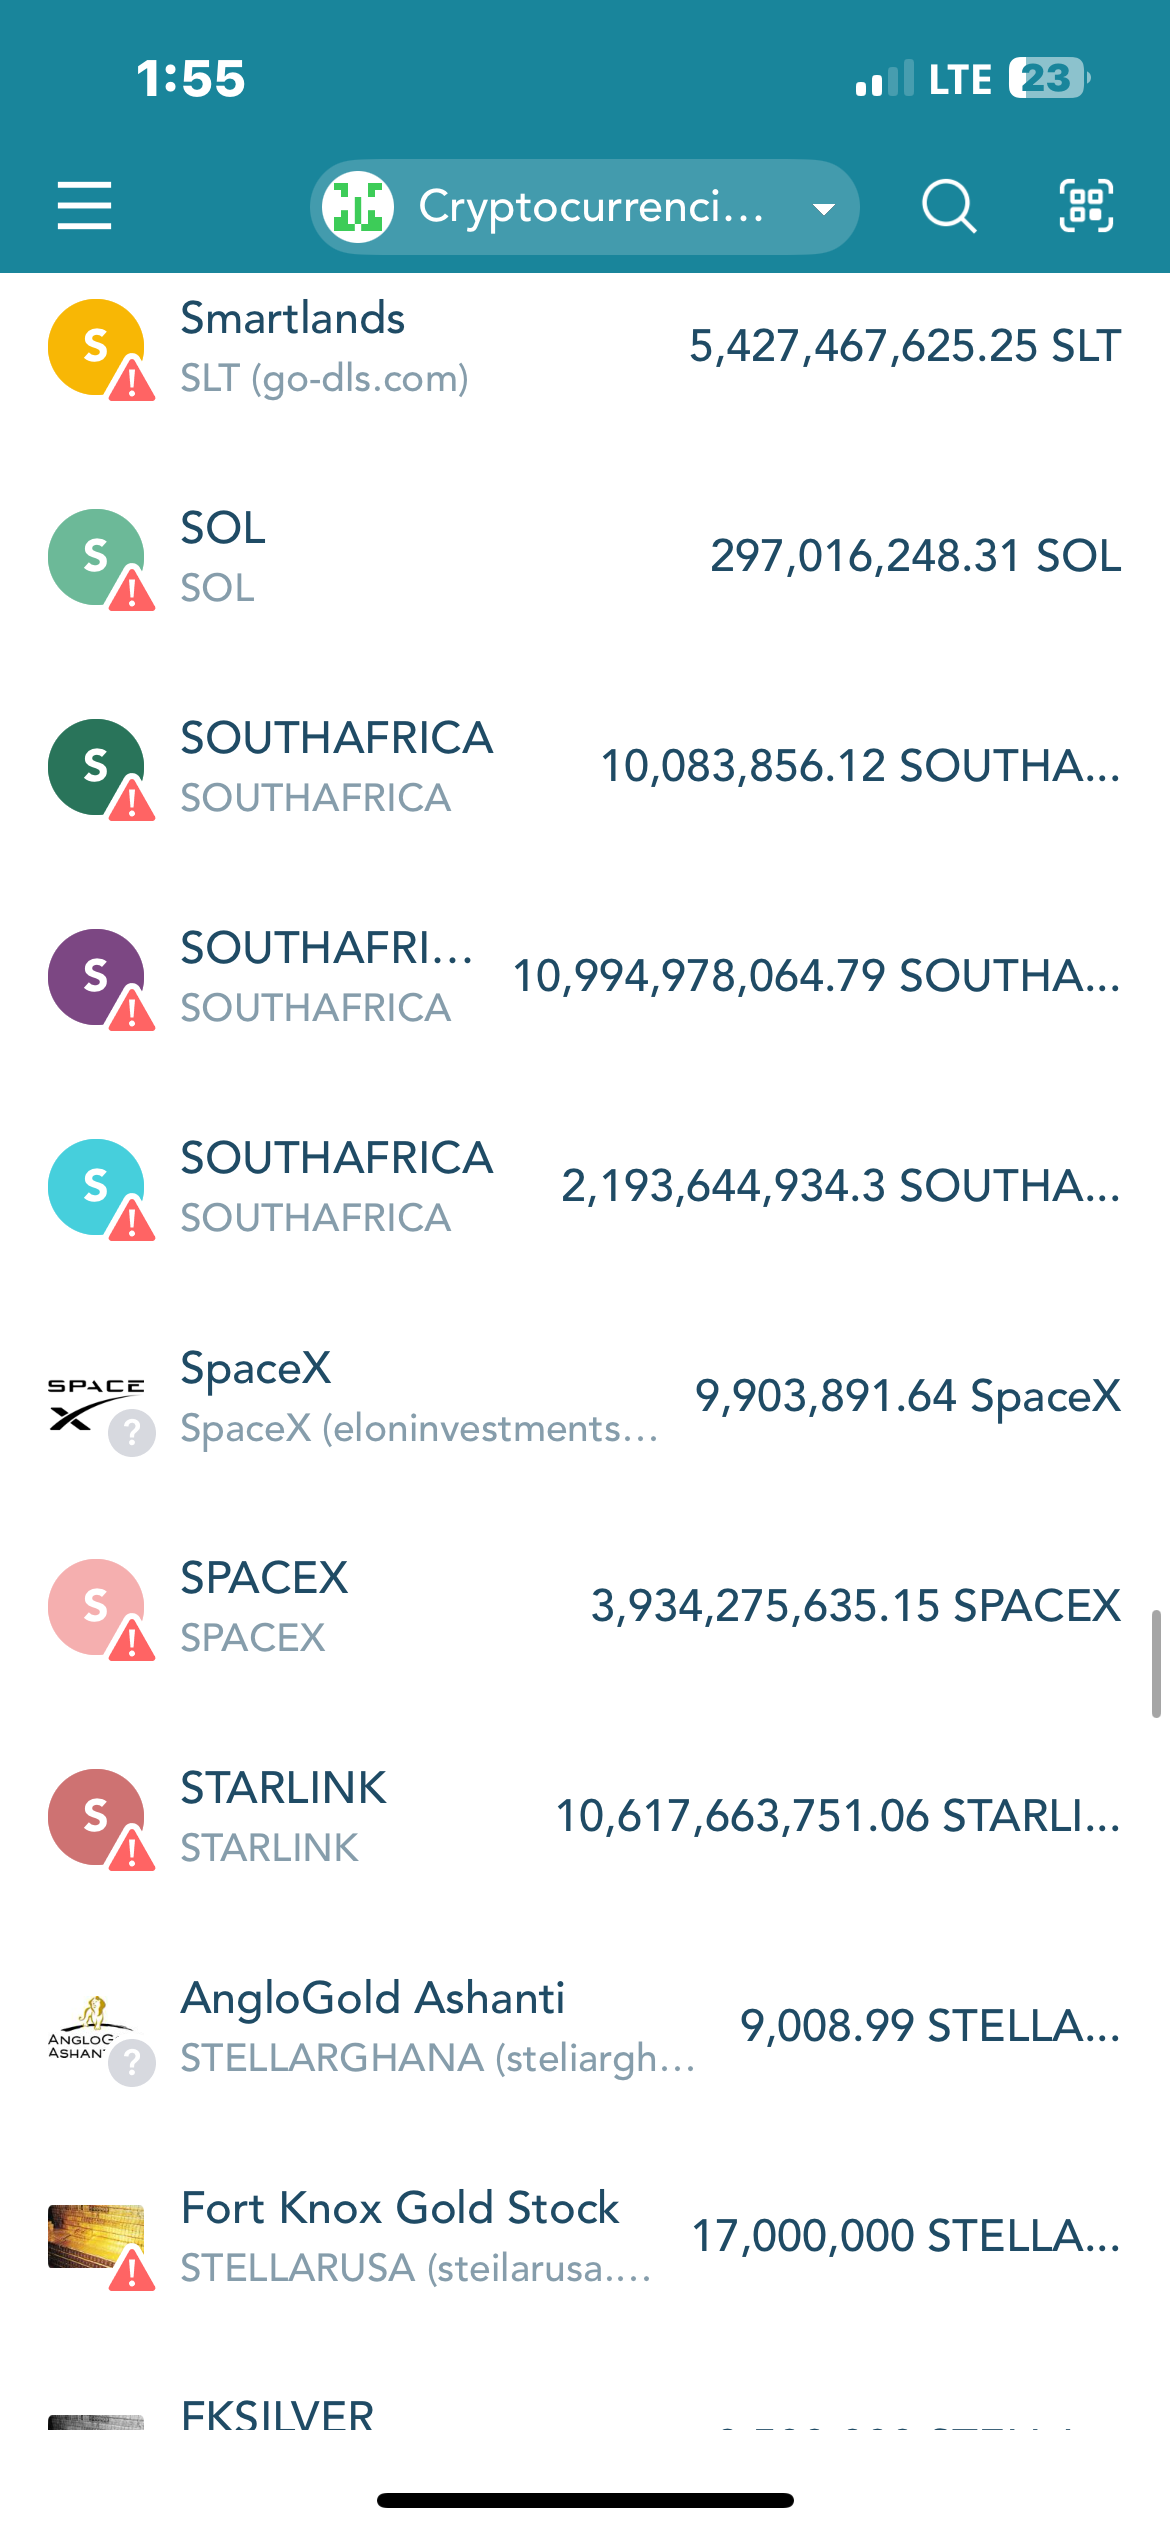 1:55
LTE 23
Cryptocurrenci...
S
Smartlands
5,427,467,625.25 SLT
SLT (go-dls.com)
S
SOL
297,016,248.31 SOL
SOL
S
SOUTHAFRICA
10,083,856.12 SOUTHA...
SOUTHAFRICA
S
SOUTHAFRI...
10,994,978,064.79 SOUTHA...
SOUTHAFRICA
S
SOUTHAFRICA
2,193,644,934.3 SOUTHA...
SOUTHAFRICA
SPACE X
?
SpaceX
9,903,891.64 SpaceX
SpaceX (eloninvestments...
S
SPACEX
3,934,275,635.15 SPACEX
SPACEX
S
STARLINK
10,617,663,751.06 STARLI...
STARLINK
ANGLOG
ASHAN
?
AngloGold Ashanti
9,008.99 STELLA...
STELLARGHANA (steliargh...
Fort Knox Gold Stock
17,000,000 STELLA...
STELLARUSA (steilarusa....
FKSILVER